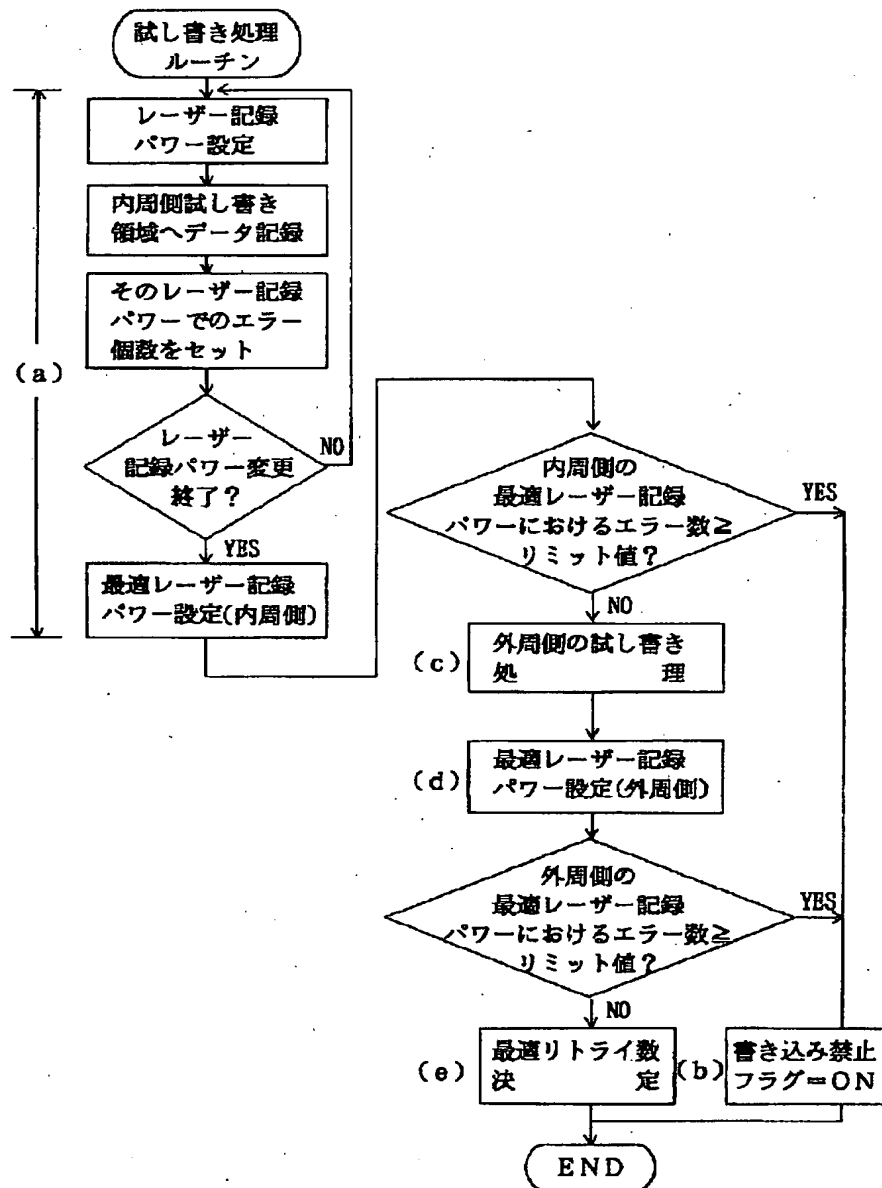 試し書き処理
ルーチン
レーザー記録
パワー設定
内周側試し書き
領域へデータ記録
そのレーザー記録
パワーでのエラー
個数をセット
(a)
レーザー
記録パワー変更
終了?
NO
YES
最適レーザー記録
パワー設定(内周側)
内周側の
最適レーザー記録
パワーにおけるエラー数≧
リミット値?
YES
NO
(c)
外周側の試し書き
処 理
(d)
最適レーザー記録
パワー設定(外周側)
外周側の
最適レーザー記録
パワーにおけるエラー数≧
リミット値?
YES
NO
(e)
最適リトライ数
決 定
(b)
書き込み禁止
フラグ=ON
END